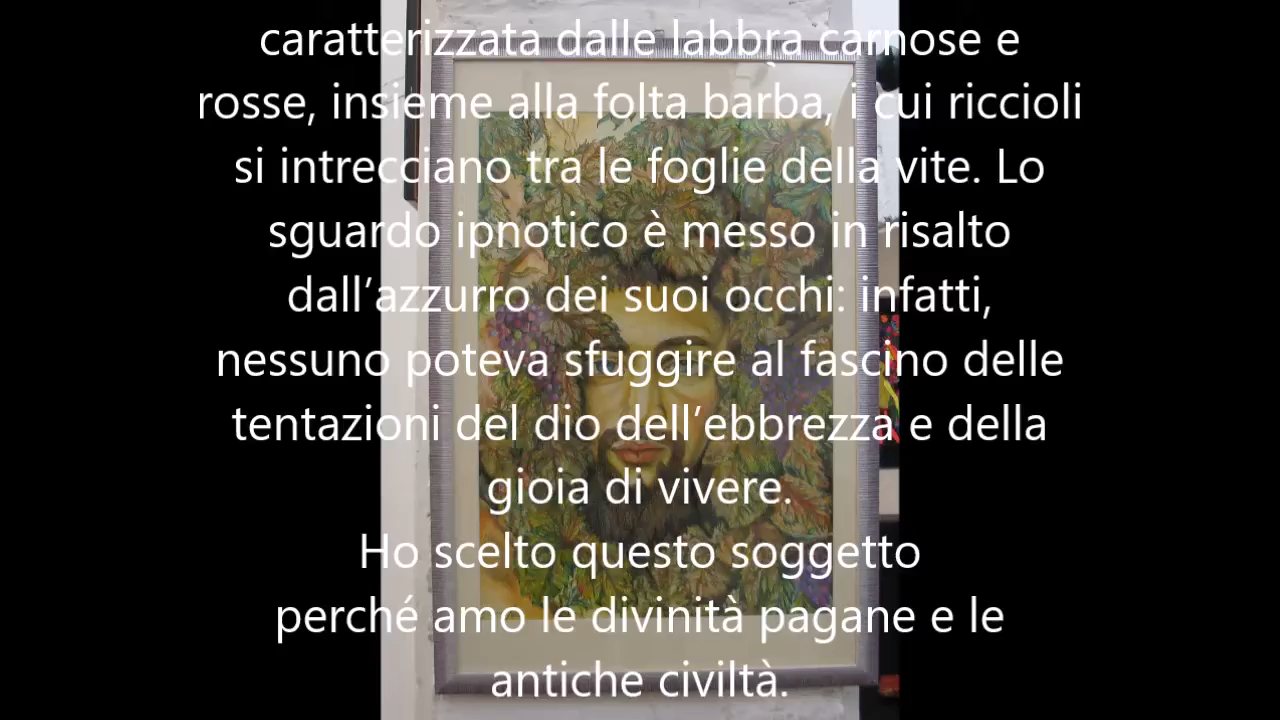 caratterizzata dalle labbra carnose e
rosse, insieme alla folta barba, i cui riccioli
si intrecciano tra le foglie della vite. Lo
sguardo ipnotico è messo in risalto
dall’azzurro dei suoi occhi: infatti,
nessuno poteva sfuggire al fascino delle
tentazioni del dio dell’ebbrezza e della
gioia di vivere.
Ho scelto questo soggetto
perché amo le divinità pagane e le
antiche civiltà.